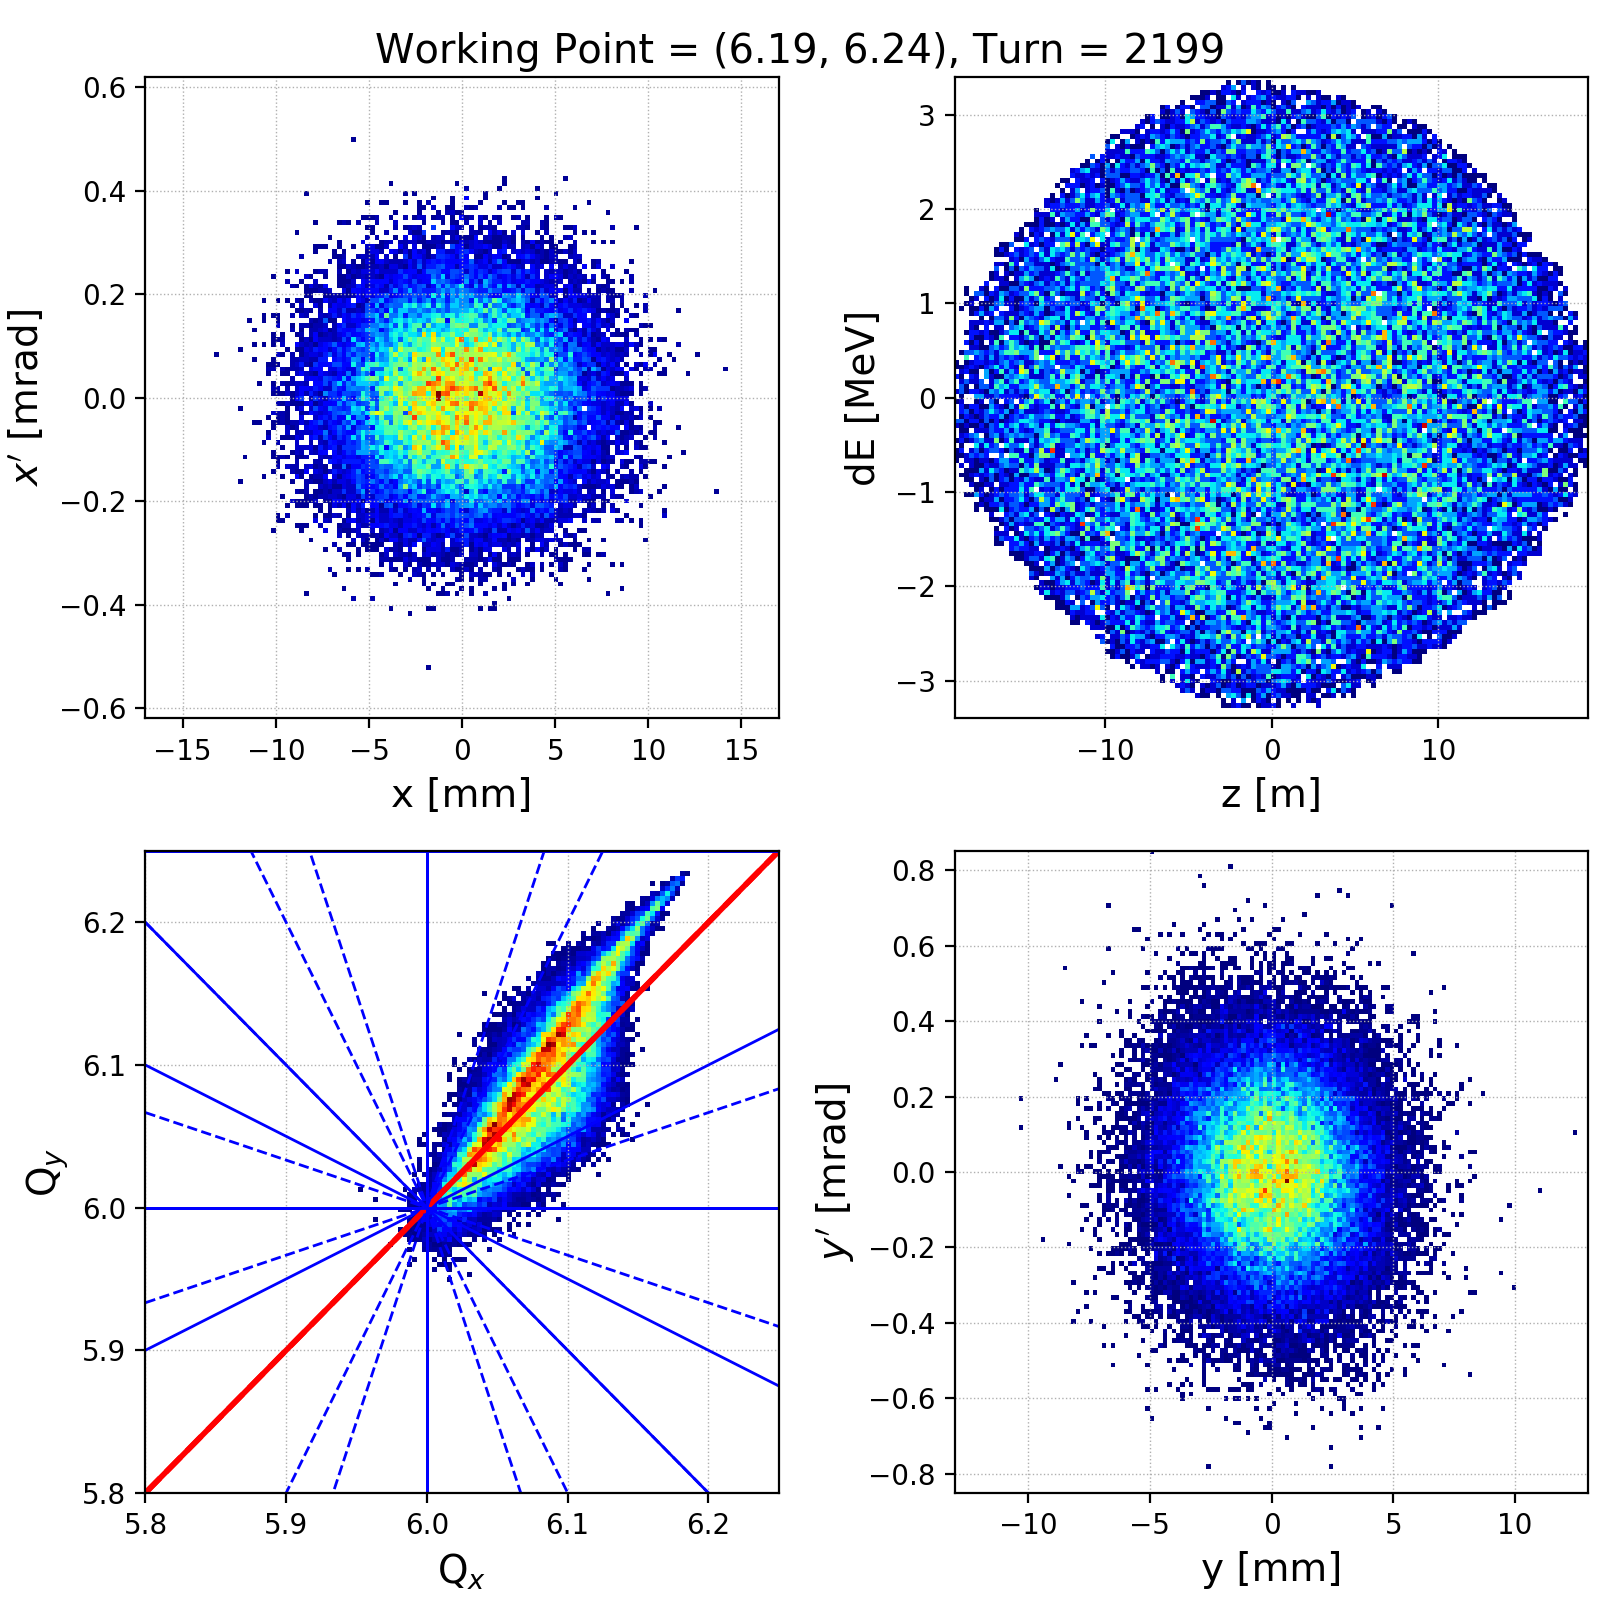 Working Point = (6.19, 6.24), Turn = 2199
0.6
0.4
0.2
0.0
−0.2
−0.4
−0.6
x′ [mrad]
−15 −10 −5 0 5 10 15
x [mm]
3
2
1
0
−1
−2
−3
dE [MeV]
−10 0 10
z [m]
6.2
6.1
6.0
5.9
5.8
Qy
5.8 5.9 6.0 6.1 6.2
Qx
0.8
0.6
0.4
0.2
0.0
−0.2
−0.4
−0.6
−0.8
y′ [mrad]
−10 −5 0 5 10
y [mm]